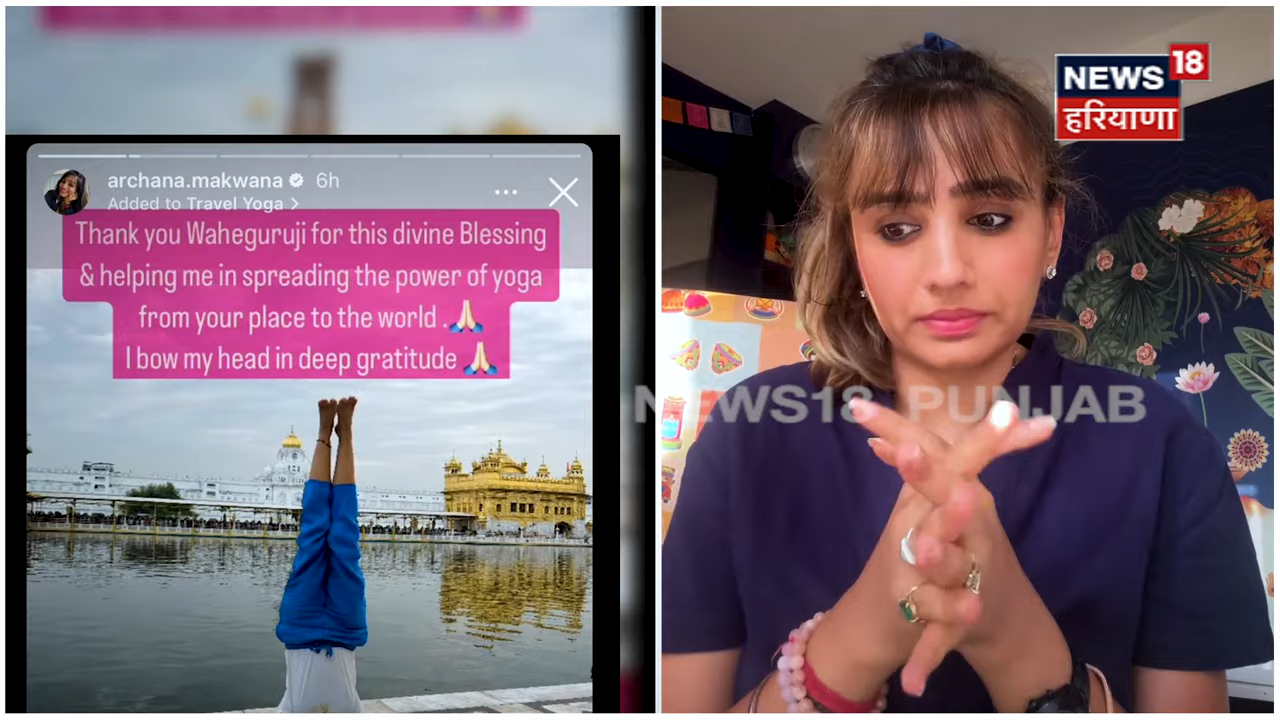 archana.makwana 6h
Added to Travel Yoga >
Thank you Waheguruji for this divine Blessing
& helping me in spreading the power of yoga
from your place to the world . 🙏🏻
I bow my head in deep gratitude 🙏🏻
NEWS 18
हरियाणा
NEWS18 PUNJAB